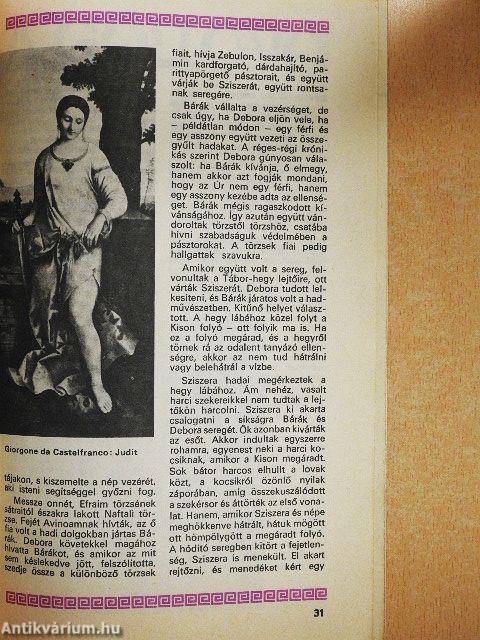 Giorgone da Castelfranco: Judit
tájakon, s kiszemelte a nép vezérét,
aki isteni segítséggel győzni fog.
Messze onnét, Efraim törzsének
sátraitól északra lakott Naftali tör-
zse. Fejét Avinoamnak hívták, az ő
fia volt a hadi dolgokban jártas Bá-
rák. Debora követekkel magához
hívatta Bárákot, és amikor az mit
sem késlekedve jött, felszólította,
szedje össze a különböző törzsek
fiait, hívja Zebulon, Isszakár, Benjá-
min kardforgató, dárdahajító, pa-
rittyapörgető pásztorait, és együtt
várják be Sziszerát, együtt rontsa-
nak seregére.
Bárák vállalta a vezérséget, de
csak úgy, ha Debora eljön vele, ha
– példátlan módon – egy férfi és
egy asszony együtt vezeti az össze-
gyűlt hadakat. A réges-régi króni-
kás szerint Debora gúnyosan vála-
szolt: ha Bárák kívánja, ő elmegy,
hanem akkor azt fogják mondani,
hogy az Úr nem egy férfi, hanem
egy asszony kezébe adta az ellensé-
get. Bárák mégis ragaszkodott kí-
vánságához. Így azután együtt ván-
doroltak törzstől törzshöz, csatába
hívni szabadságuk védelmében a
pásztorokat. A törzsek fiai pedig
hallgattak szavukra.
Amikor együtt volt a sereg, fel-
vonultak a Tábor-hegy lejtőire, ott
várták Sziszerát. Debora tudott lel-
kesíteni, és Bárák járatos volt a had-
művészetben. Kitűnő helyet válasz-
tott. A hegy lábához közel folyt a
Kison folyó – ott folyik ma is. Ha
ez a folyó megárad, és a hegyről
törnek rá az odalent tanyázó ellen-
ségre, akkor az nem tud hátrálni
vagy belehátrál a vízbe.
Sziszera hadai megérkeztek a
hegy lábához. Ám nehéz, vasalt
harci szekereikkel nem tudtak a lej-
tőkön harcolni. Sziszera ki akarta
csalogatni a síkságra Bárák és
Debora seregét. Ők azonban kivárták
az esőt. Akkor indultak egyszerre
rohamra, egyenest neki a harci ko-
csiknak, amikor a Kison megáradt.
Sok bátor harcos elhullt a lovak
közt, a kocsikról özönlő nyilak
záporában, amíg összekuszálódott
a szekérsor és áttörték az első vona-
lat. Hanem, amikor Sziszera és népe
meghökkenve hátrált, hátuk mögött
ott hömpölygött a megáradt folyó.
A hódító seregben kitört a fejetlen-
ség, Sziszera is menekült. El akart
rejtőzni, és menedéket kért egy
31
Antikvárium.hu